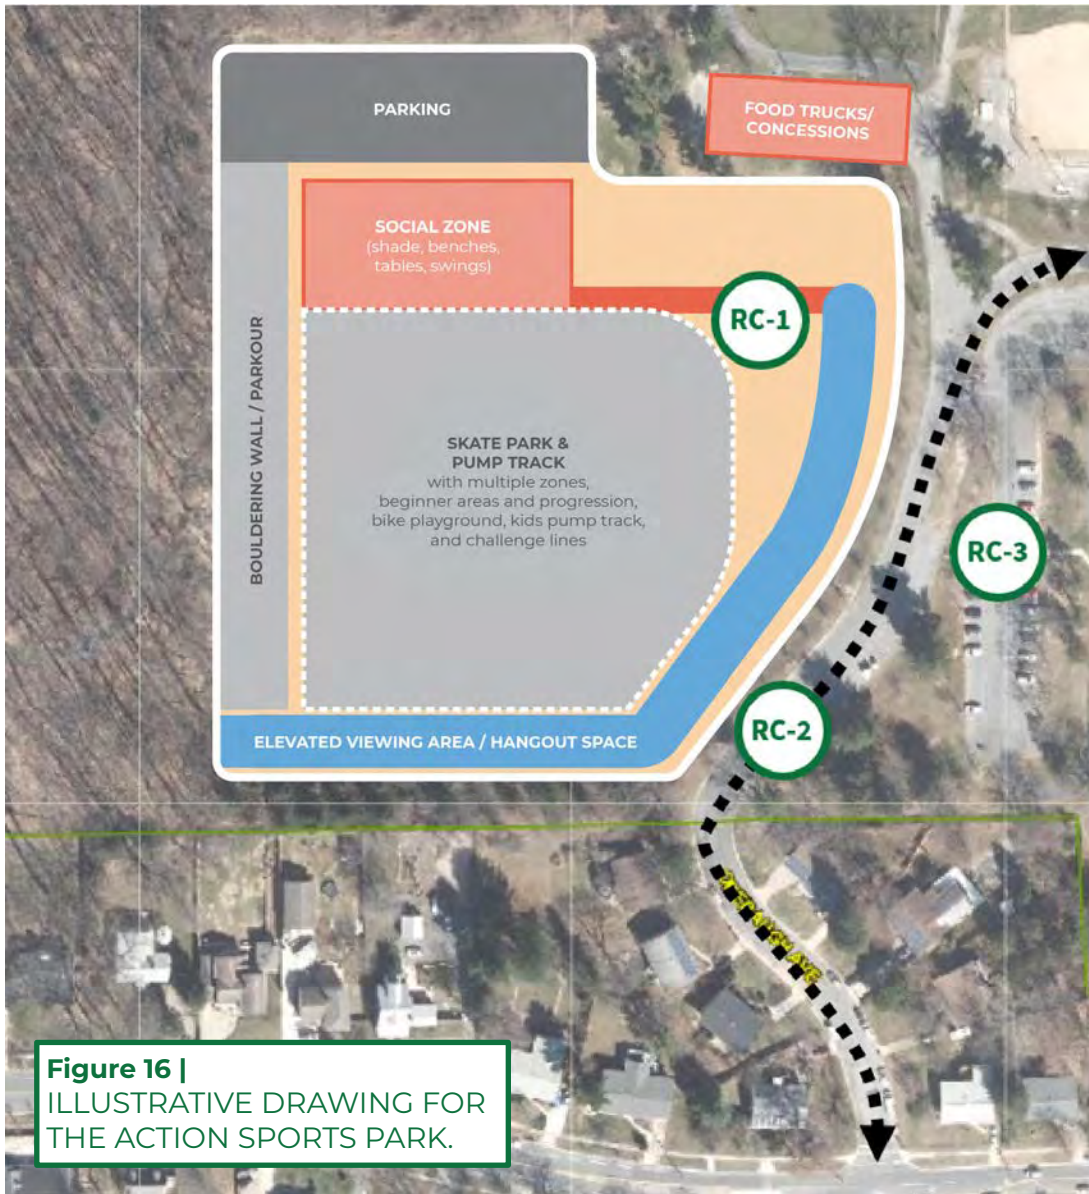 PARKING
FOOD TRUCKS/
CONCESSIONS
SOCIAL ZONE
(shade, benches,
tables, swings)
RC-1
BOULDERING WALL / PARKOUR
SKATE PARK &
PUMP TRACK
with multiple zones,
beginner areas and progression,
bike playground, kids pump track,
and challenge lines
RC-3
RC-2
ELEVATED VIEWING AREA / HANGOUT SPACE
AVE
Figure 16 |
ILLUSTRATIVE DRAWING FOR
THE ACTION SPORTS PARK.